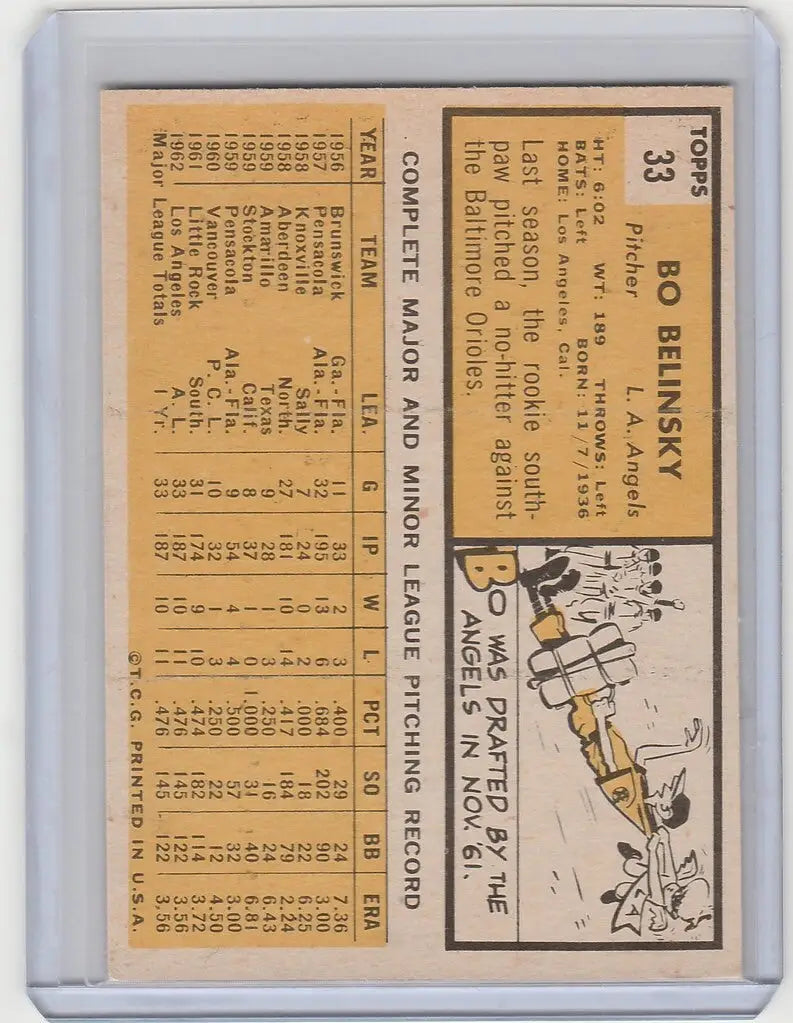 TOPPS
33
BO BELINSKY
Pitcher L. A. Angels
HT: 6:02 WT: 189 THROWS: Left
BATS: Left BORN: 11/7/1936
HOME: Los Angeles, Cal.
Last season, the rookie south-
paw pitched a no-hitter against
the Baltimore Orioles.
BO WAS DRAFTED BY THE
ANGELS IN NOV. '61.
COMPLETE MAJOR AND MINOR LEAGUE PITCHING RECORD
YEAR TEAM LEA. G IP W L PCT SO BB ERA
1956 Brunswick Ga.-Fla. 11 33 2 3 .400 29 24 7.36
1957 Pensacola Ala.-Fla. 32 195 13 6 .684 202 90 3.00
1958 Knoxville Sally 7 24 0 2 .000 18 22 6.25
1958 Aberdeen North. 27 181 10 14 .417 184 79 2.24
1959 Amarillo Texas 9 28 1 3 .250 16 24 6.43
1959 Stockton Calif. 8 37 1 0 1.000 31 40 6.81
1959 Pensacola Ala.-Fla. 9 54 4 4 .500 57 32 3.00
1960 Vancouver P. C. L. 10 32 1 3 .250 22 12 4.50
1961 Little Rock South. 31 174 9 10 .474 182 114 3.72
1962 Los Angeles A. L. 33 187 10 11 .476 145 122 3.56
Major League Totals 1 Yr. 33 187 10 11 .476 145 122 3.56
©T.C.G. PRINTED IN U.S.A.